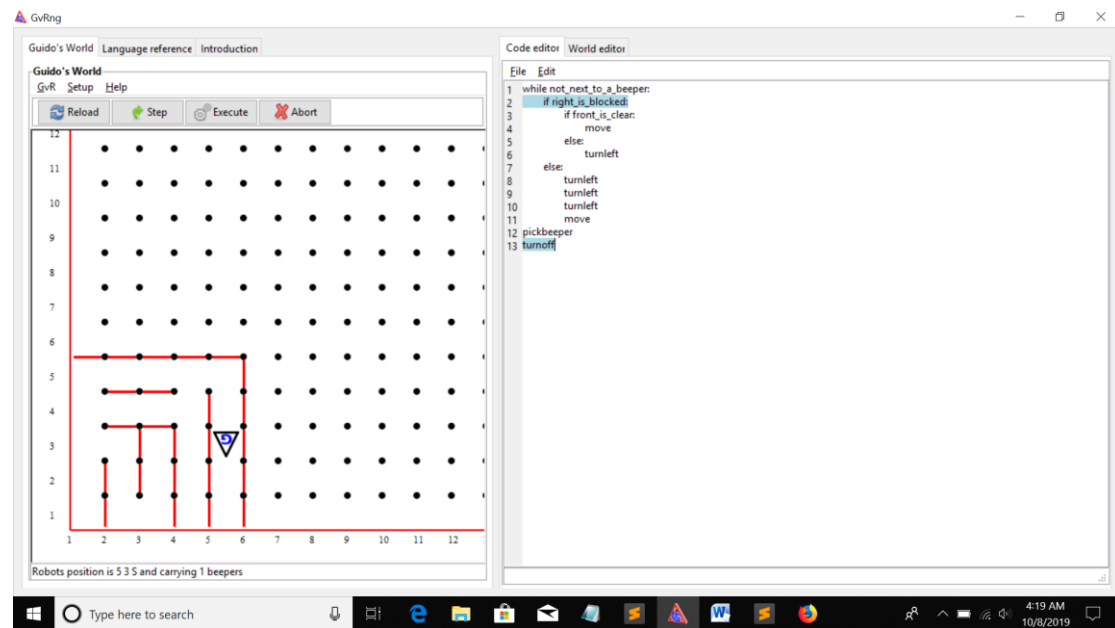 GvRng
Guido's World Language reference Introduction
Guido's World
GvR Setup Help
Reload Step Execute Abort
12
11
10
9
8
7
6
5
4
3
2
1
1 2 3 4 5 6 7 8 9 10 11 12
Robots position is 5 3 S and carrying 1 beepers
Code editor World editor
File Edit
1 while not_next_to_a_beeper:
2 if right_is_blocked:
3 if front_is_clear:
4 move
5 else:
6 turnleft
7 else:
8 turnleft
9 turnleft
10 turnleft
11 move
12 pickbeeper
13 turnoff
Type here to search
4:19 AM
10/8/2019